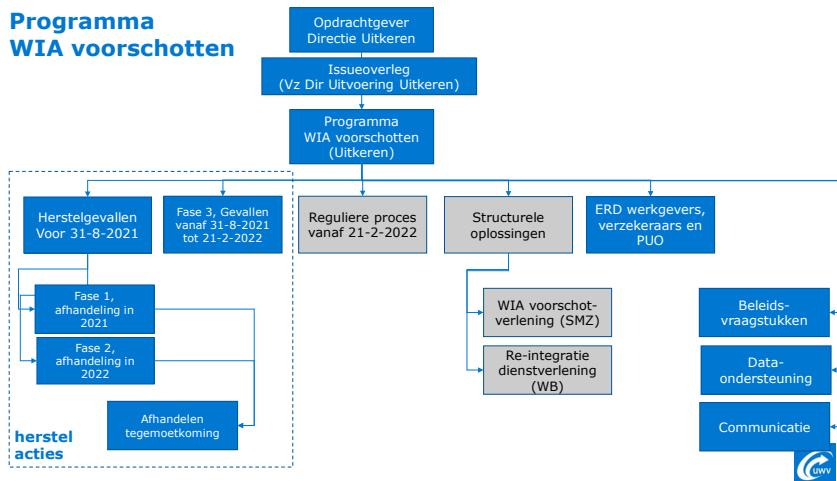 Programma
WIA voorschotten
Opdrachtgever
Directie Uitkeren
Issueoverleg
(Vz Dir Uitvoering Uitkeren)
Programma
WIA voorschotten
(Uitkeren)
Herstelgevallen
Voor 31-8-2021
Fase 3, Gevallen
vanaf 31-8-2021
tot 21-2-2022
Reguliere proces
vanaf 21-2-2022
Structurele
oplossingen
ERD werkgevers,
verzekeraars en
PUO
Fase 1,
afhandeling in
2021
Fase 2,
afhandeling in
2022
Afhandelen
tegemoetkoming
herstel
acties
WIA voorschot-
verlening (SMZ)
Re-integratie
dienstverlening
(WB)
Beleids-
vraagstukken
Data-
ondersteuning
Communicatie
UWV